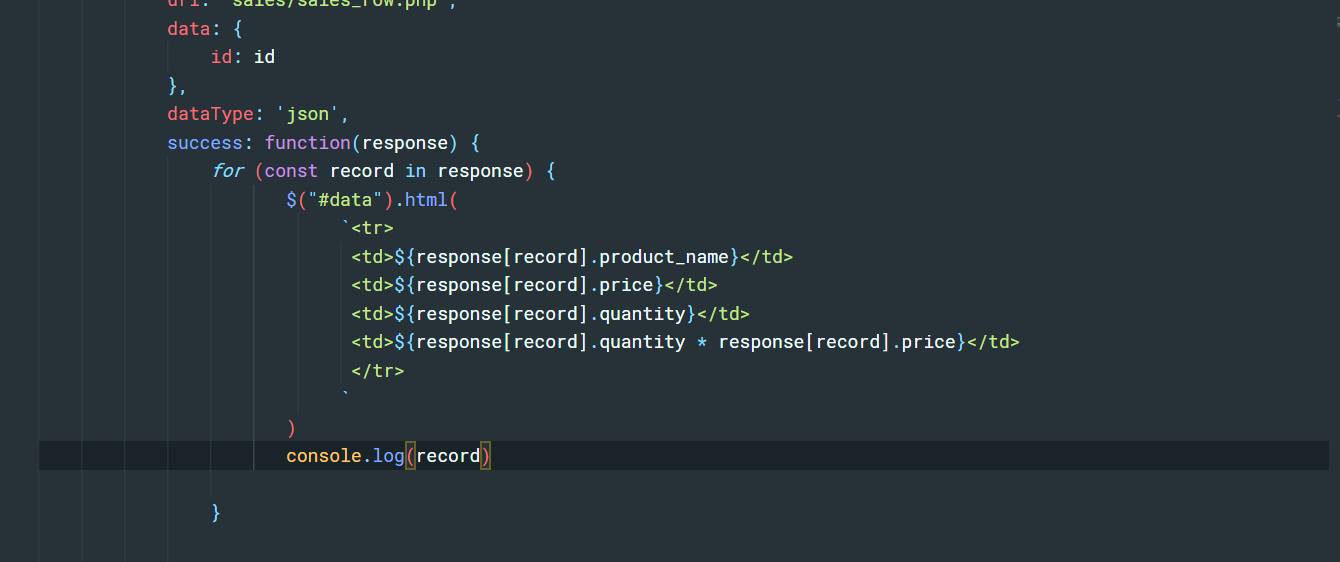 url: "sales/sales_row.php",
data: {
id: id
},
dataType: 'json',
success: function(response) {
for (const record in response) {
$("#data").html(
`<tr>
<td>${response[record].product_name}</td>
<td>${response[record].price}</td>
<td>${response[record].quantity}</td>
<td>${response[record].quantity * response[record].price}</td>
</tr>
`
)
console.log(record)
}